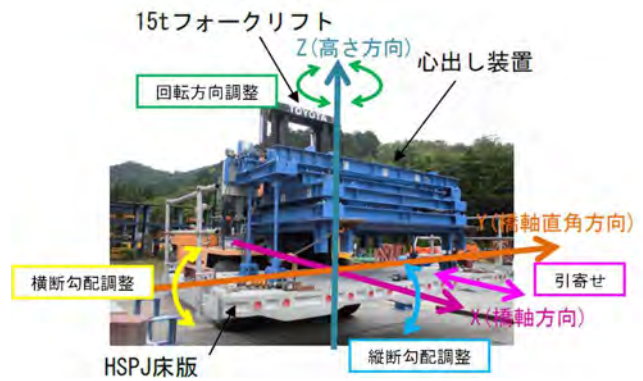 15tフォークリフト
Z(高さ方向)
心出し装置
回転方向調整
TOYOTA
Y(橋軸直角方向)
横断勾配調整
引寄せ
X(橋軸方向)
HSPJ床版
縦断勾配調整